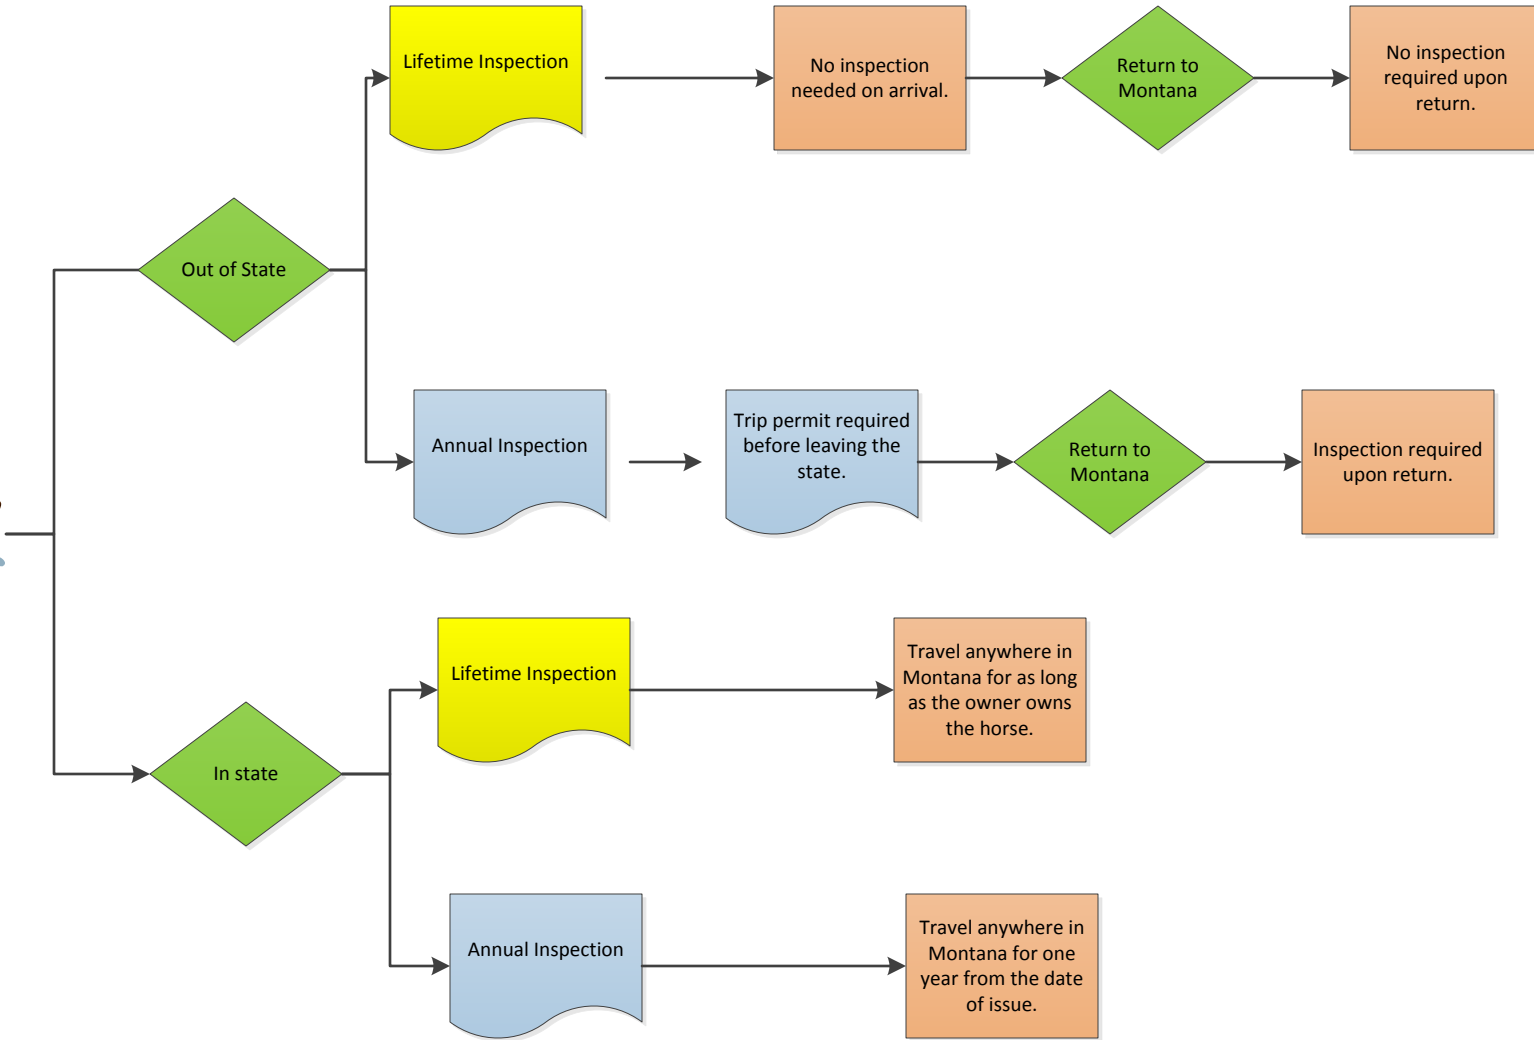 Lifetime Inspection
No inspection
needed on arrival.
Return to
Montana
No inspection
required upon
return.
Out of State
Annual Inspection
Trip permit required
before leaving the
state.
Return to
Montana
Inspection required
upon return.
Lifetime Inspection
Travel anywhere in
Montana for as long
as the owner owns
the horse.
In state
Annual Inspection
Travel anywhere in
Montana for one
year from the date
of issue.